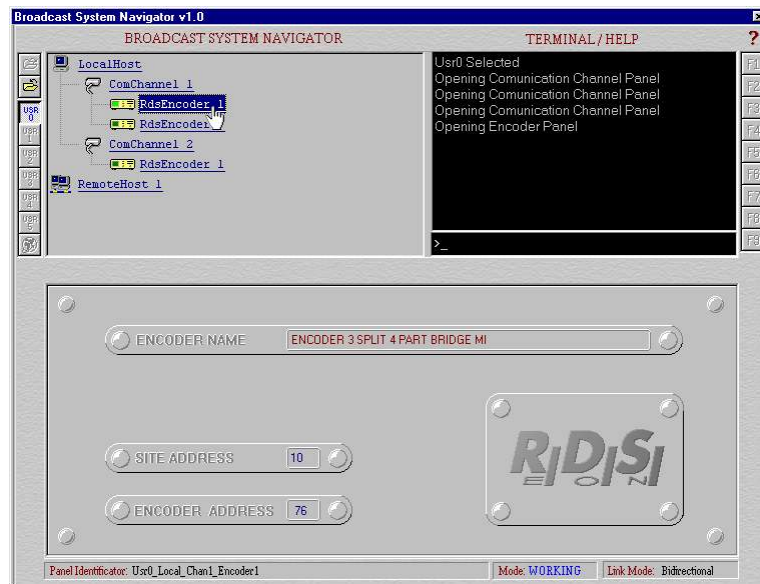 Broadcast System Navigator v1.0
BROADCAST SYSTEM NAVIGATOR
TERMINAL / HELP
?
LocalHost
ComChannel 1
RdsEncoder 1
RdsEncoder
ComChannel 2
RdsEncoder 1
RemoteHost 1
USR 0
USR 1
USR 2
USR 3
USR 4
USR 5
Usr0 Selected
Opening Comunication Channel Panel
Opening Comunication Channel Panel
Opening Comunication Channel Panel
Opening Encoder Panel
>_
F1
F2
F3
F4
F5
F6
F7
F8
F9
ENCODER NAME ENCODER 3 SPLIT 4 PART BRIDGE MI
SITE ADDRESS 10
ENCODER ADDRESS 76
RDS
EON
Panel Identificator: Usr0_Local_Chan1_Encoder1
Mode: WORKING
Link Mode: Bidirectional